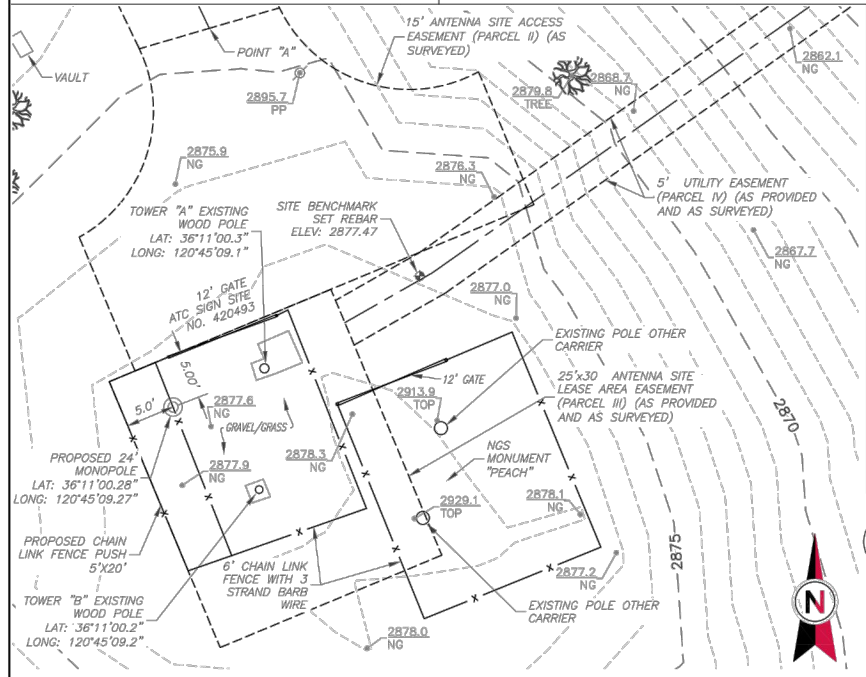 15' ANTENNA SITE ACCESS
EASEMENT (PARCEL II) (AS
SURVEYED)
POINT "A"
VAULT
2895.7
PP
2862.1
NG
2868.7
NG
2879.8
TREE
2875.9
NG
2876.3
NG
5' UTILITY EASEMENT
(PARCEL IV) (AS PROVIDED
AND AS SURVEYED)
TOWER "A" EXISTING
WOOD POLE
LAT: 36°11'00.3"
LONG: 120°45'09.1"
SITE BENCHMARK
SET REBAR
ELEV: 2877.47
2867.7
NG
12' GATE
ATC SIGN SITE
NO. 420493
2877.0
NG
EXISTING POLE OTHER
CARRIER
5.00'
5.0'
12' GATE
25'x30 ANTENNA SITE
LEASE AREA EASEMENT
(PARCEL III) (AS PROVIDED
AND AS SURVEYED)
2877.6
NG
2913.9
TOP
GRAVEL/GRASS
2870
PROPOSED 24'
MONOPOLE
LAT: 36°11'00.28"
LONG: 120°45'09.27"
2877.9
NG
2878.3
NG
NGS
MONUMENT
"PEACH"
2929.1
TOP
2878.1
NG
PROPOSED CHAIN
LINK FENCE PUSH
5'X20'
6' CHAIN LINK
FENCE WITH 3
STRAND BARB
WIRE
2875
2877.2
NG
TOWER "B" EXISTING
WOOD POLE
LAT: 36°11'00.2"
LONG: 120°45'09.2"
EXISTING POLE OTHER
CARRIER
2878.0
NG
N